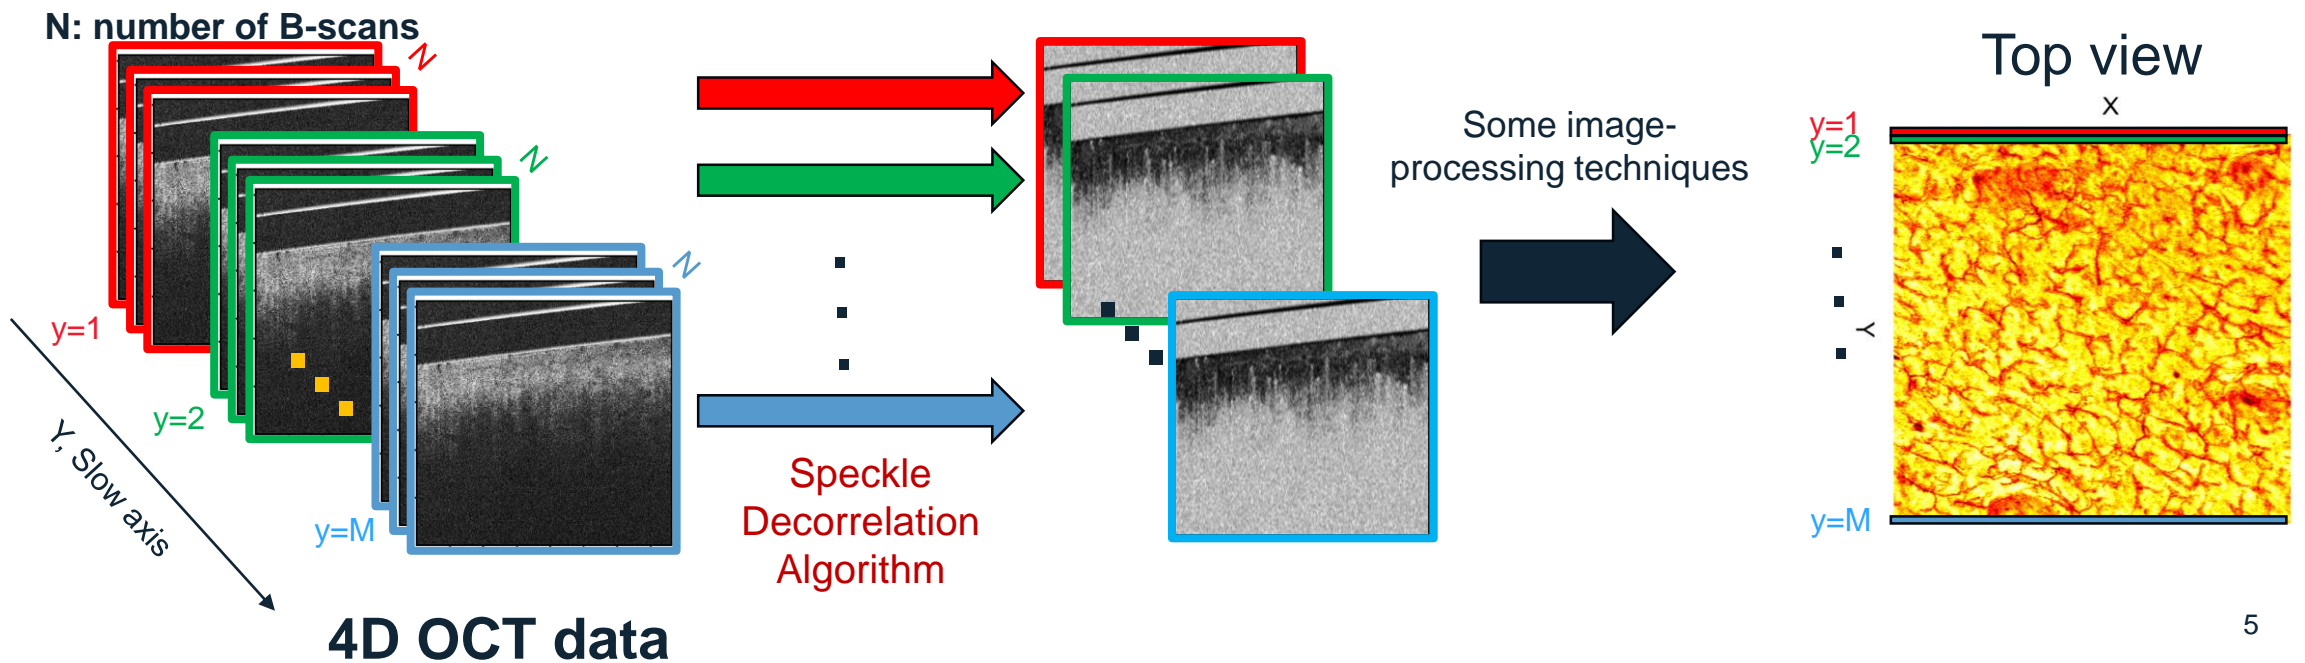 N: number of B-scans
N
N
N
y=1
y=2
y=M
Y, Slow axis
4D OCT data
Speckle
Decorrelation
Algorithm
Some image-
processing techniques
Top view
X
y=1
y=2
Y
y=M
5